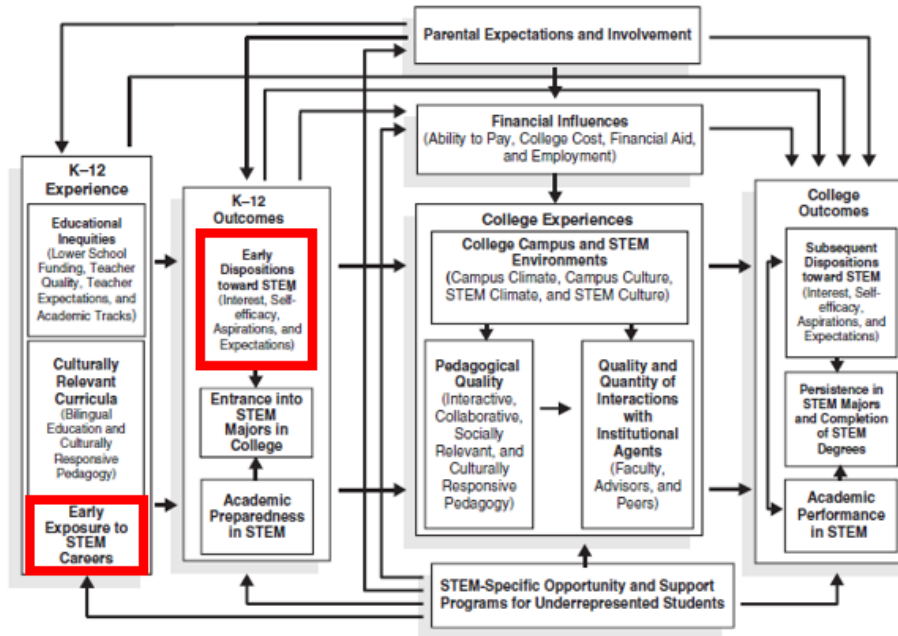 Parental Expectations and Involvement
Financial Influences
(Ability to Pay, College Cost, Financial Aid,
and Employment)
K–12
Experience
Educational
Inequities
(Lower School
Funding, Teacher
Quality, Teacher
Expectations, and
Academic Tracks)
Culturally
Relevant
Curricula
(Bilingual
Education and
Culturally
Responsive
Pedagogy)
Early
Exposure to
STEM
Careers
K–12
Outcomes
Early
Dispositions
toward STEM
(Interest, Self-
efficacy,
Aspirations, and
Expectations)
Entrance into
STEM
Majors in
College
Academic
Preparedness
in STEM
College Experiences
College Campus and STEM
Environments
(Campus Climate, Campus Culture,
STEM Climate, and STEM Culture)
Pedagogical
Quality
(Interactive,
Collaborative,
Socially
Relevant, and
Culturally
Responsive
Pedagogy)
Quality and
Quantity of
Interactions
with
Institutional
Agents
(Faculty,
Advisors, and
Peers)
College
Outcomes
Subsequent
Dispositions
toward STEM
(Interest, Self-
efficacy,
Aspirations, and
Expectations)
Persistence in
STEM Majors
and Completion
of STEM
Degrees
Academic
Performance
in STEM
STEM-Specific Opportunity and Support
Programs for Underrepresented Students